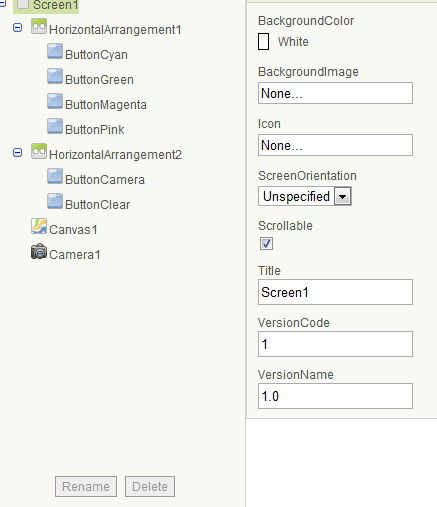 Screen1
HorizontalArrangement1
ButtonCyan
ButtonGreen
ButtonMagenta
ButtonPink
HorizontalArrangement2
ButtonCamera
ButtonClear
Canvas1
Camera1
Rename Delete
BackgroundColor
White
BackgroundImage
None...
Icon
None...
ScreenOrientation
Unspecified
Scrollable
Title
Screen1
VersionCode
1
VersionName
1.0